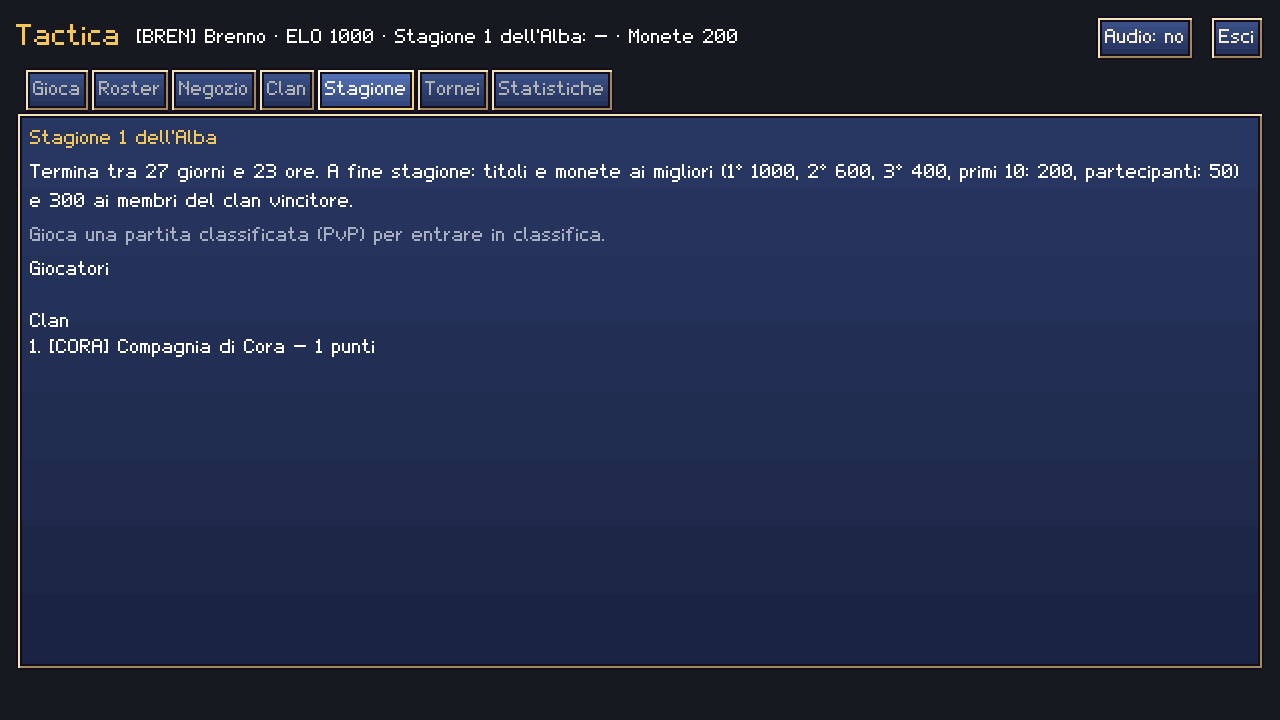 Tactica [BREN] Brenno · ELO 1000 · Stagione 1 dell'Alba: — · Monete 200 Audio: no Esci
Gioca Roster Negozio Clan Stagione Tornei Statistiche
Stagione 1 dell'Alba
Termina tra 27 giorni e 23 ore. A fine stagione: titoli e monete ai migliori (1° 1000, 2° 600, 3° 400, primi 10: 200, partecipanti: 50)
e 300 ai membri del clan vincitore.
Gioca una partita classificata (PvP) per entrare in classifica.
Giocatori
Clan
1. [CORA] Compagnia di Cora — 1 punti